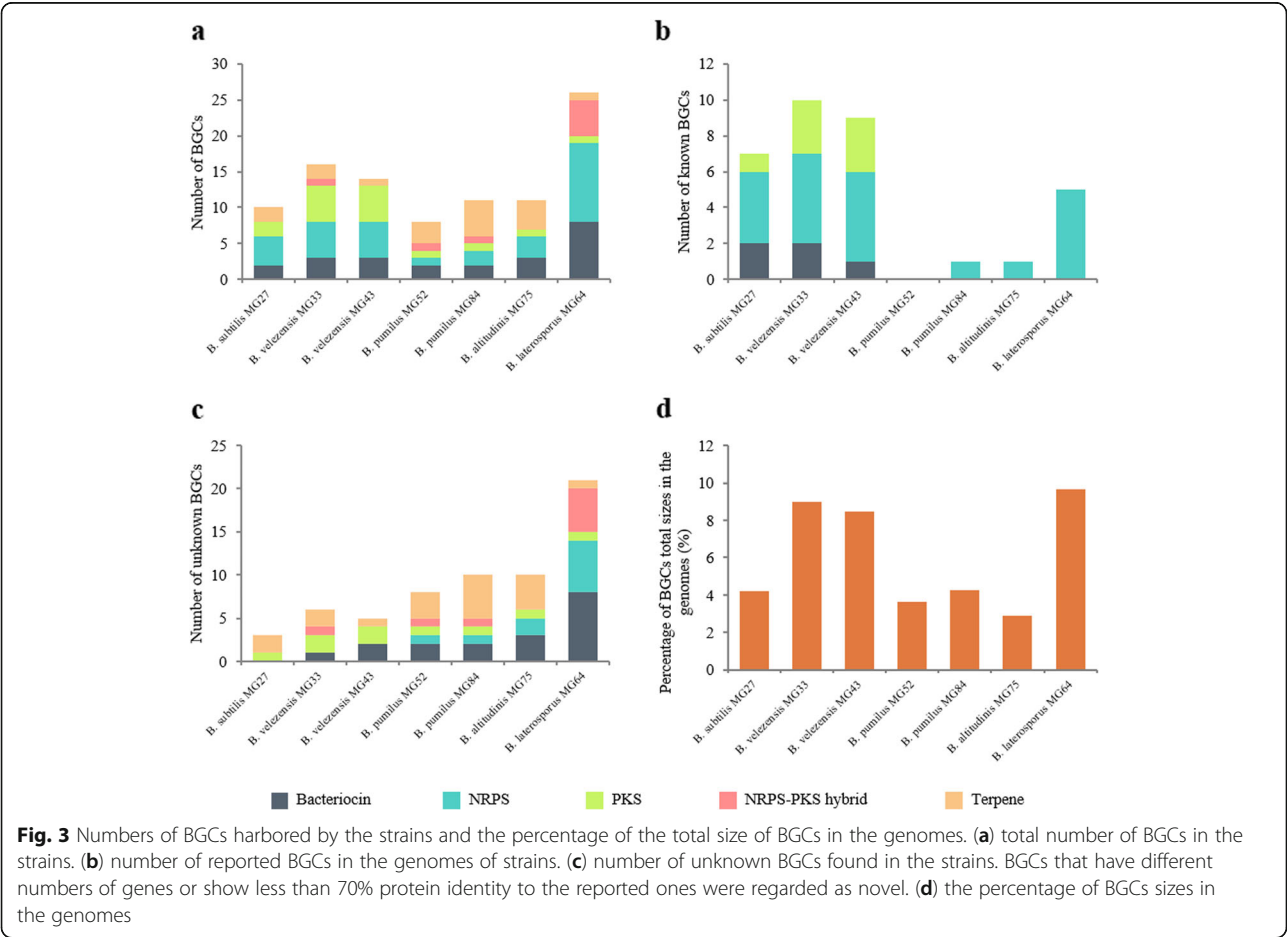 a
Number of BGCs
30
25
20
15
10
5
0
B. subtilis MG27
B. velezensis MG33
B. velezensis MG43
B. pumilus MG52
B. pumilus MG84
B. altitudinis MG75
B. laterosporus MG64
b
Number of known BGCs
12
10
8
6
4
2
0
B. subtilis MG27
B. velezensis MG33
B. velezensis MG43
B. pumilus MG52
B. pumilus MG84
B. altitudinis MG75
B. laterosporus MG64
c
Number of unknown BGCs
25
20
15
10
5
0
B. subtilis MG27
B. velezensis MG33
B. velezensis MG43
B. pumilus MG52
B. pumilus MG84
B. altitudinis MG75
B. laterosporus MG64
d
Percentage of BGCs total sizes in the
genomes (%)
12
10
8
6
4
2
0
B. subtilis MG27
B. velezensis MG33
B. velezensis MG43
B. pumilus MG52
B. pumilus MG84
B. altitudinis MG75
B. laterosporus MG64
Bacteriocin
NRPS
PKS
NRPS-PKS hybrid
Terpene
Fig. 3 Numbers of BGCs harbored by the strains and the percentage of the total size of BGCs in the genomes. (a) total number of BGCs in the
strains. (b) number of reported BGCs in the genomes of strains. (c) number of unknown BGCs found in the strains. BGCs that have different
numbers of genes or show less than 70% protein identity to the reported ones were regarded as novel. (d) the percentage of BGCs sizes in
the genomes